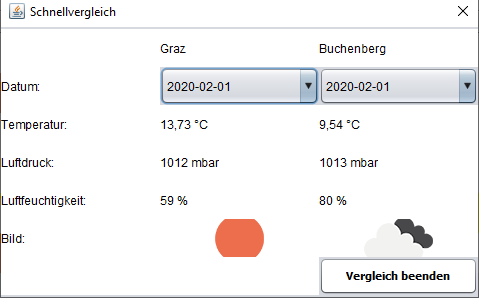 Schnellvergleich
Graz Buchenberg
Datum: 2020-02-01 2020-02-01
Temperatur: 13,73 °C 9,54 °C
Luftdruck: 1012 mbar 1013 mbar
Luftfeuchtigkeit: 59 % 80 %
Bild:
Vergleich beenden